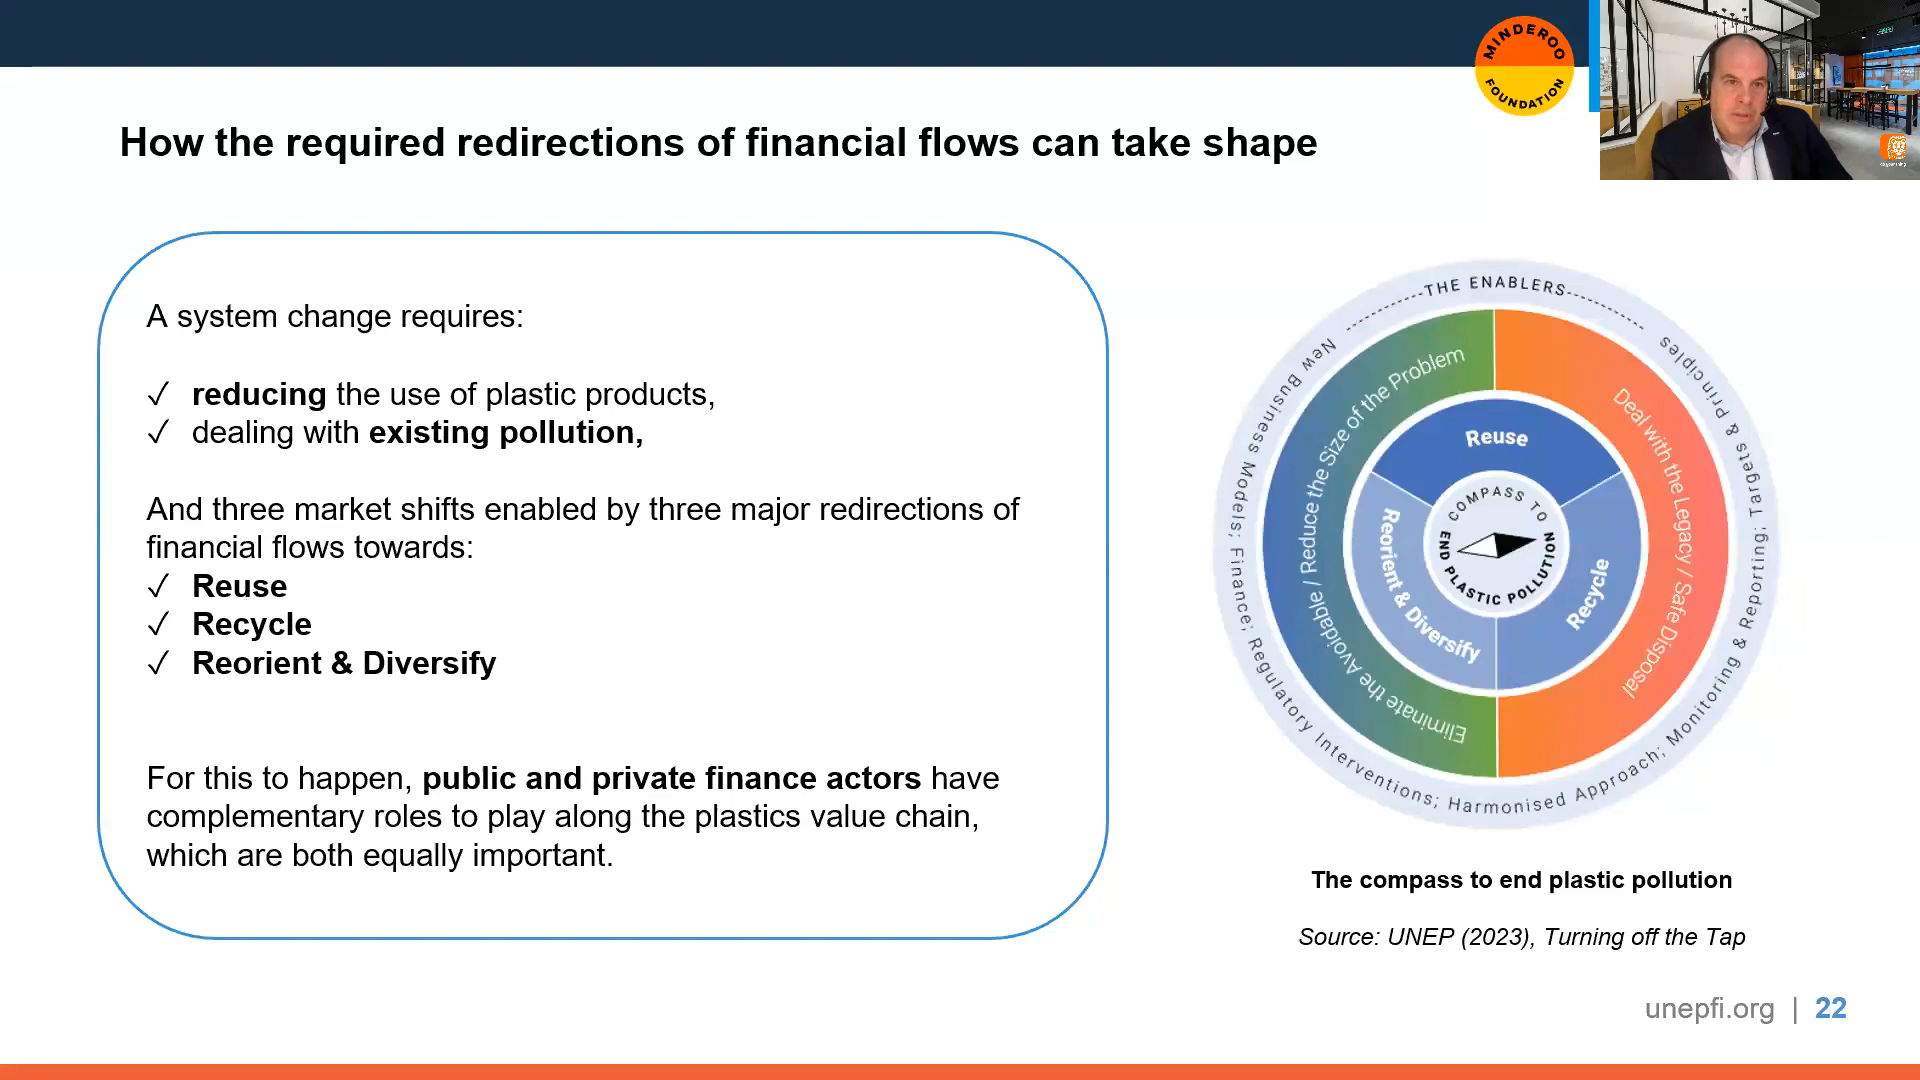 MINDEROO
FOUNDATION
How the required redirections of financial flows can take shape
A system change requires:
✓ reducing the use of plastic products,
✓ dealing with existing pollution,
And three market shifts enabled by three major redirections of
financial flows towards:
✓ Reuse
✓ Recycle
✓ Reorient & Diversify
For this to happen, public and private finance actors have
complementary roles to play along the plastics value chain,
which are both equally important.
THE ENABLERS
New Business Models; Finance; Regulatory Interventions; Harmonised Approach; Monitoring & Reporting; Targets & Principles
Eliminate the Avoidable / Reduce the Size of the Problem
Deal with the Legacy / Safe Disposal
Reuse
Recycle
Reorient & Diversify
COMPASS TO
END PLASTIC POLLUTION
The compass to end plastic pollution
Source: UNEP (2023), Turning off the Tap
unepfi.org | 22